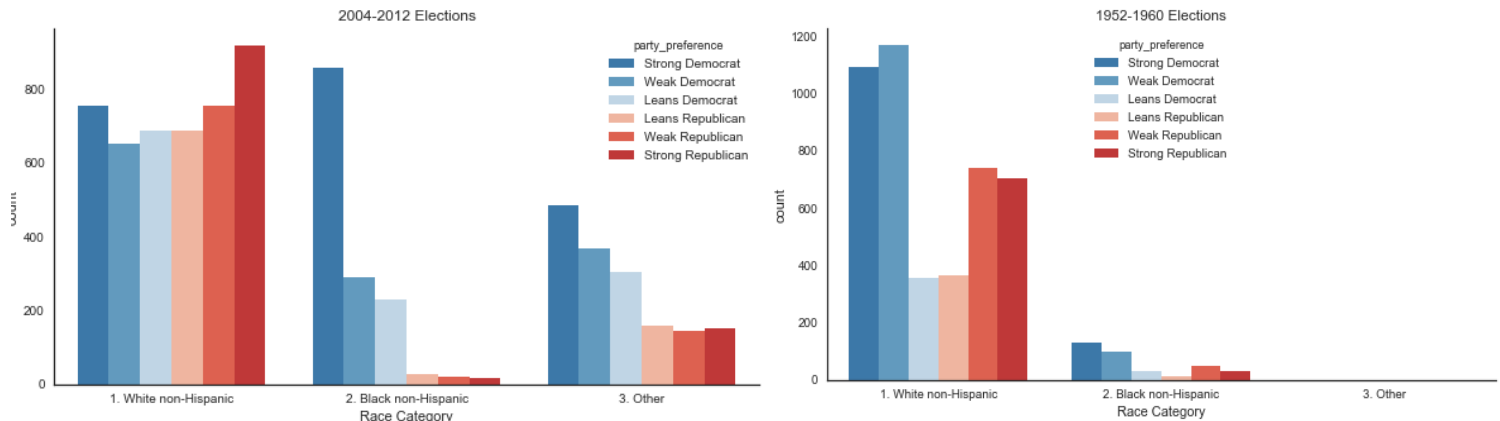 2004-2012 Elections
party_preference
Strong Democrat
Weak Democrat
Leans Democrat
Leans Republican
Weak Republican
Strong Republican
count
800
600
400
200
0
1. White non-Hispanic
2. Black non-Hispanic
3. Other
Race Category
1952-1960 Elections
party_preference
Strong Democrat
Weak Democrat
Leans Democrat
Leans Republican
Weak Republican
Strong Republican
count
1200
1000
800
600
400
200
0
1. White non-Hispanic
2. Black non-Hispanic
3. Other
Race Category